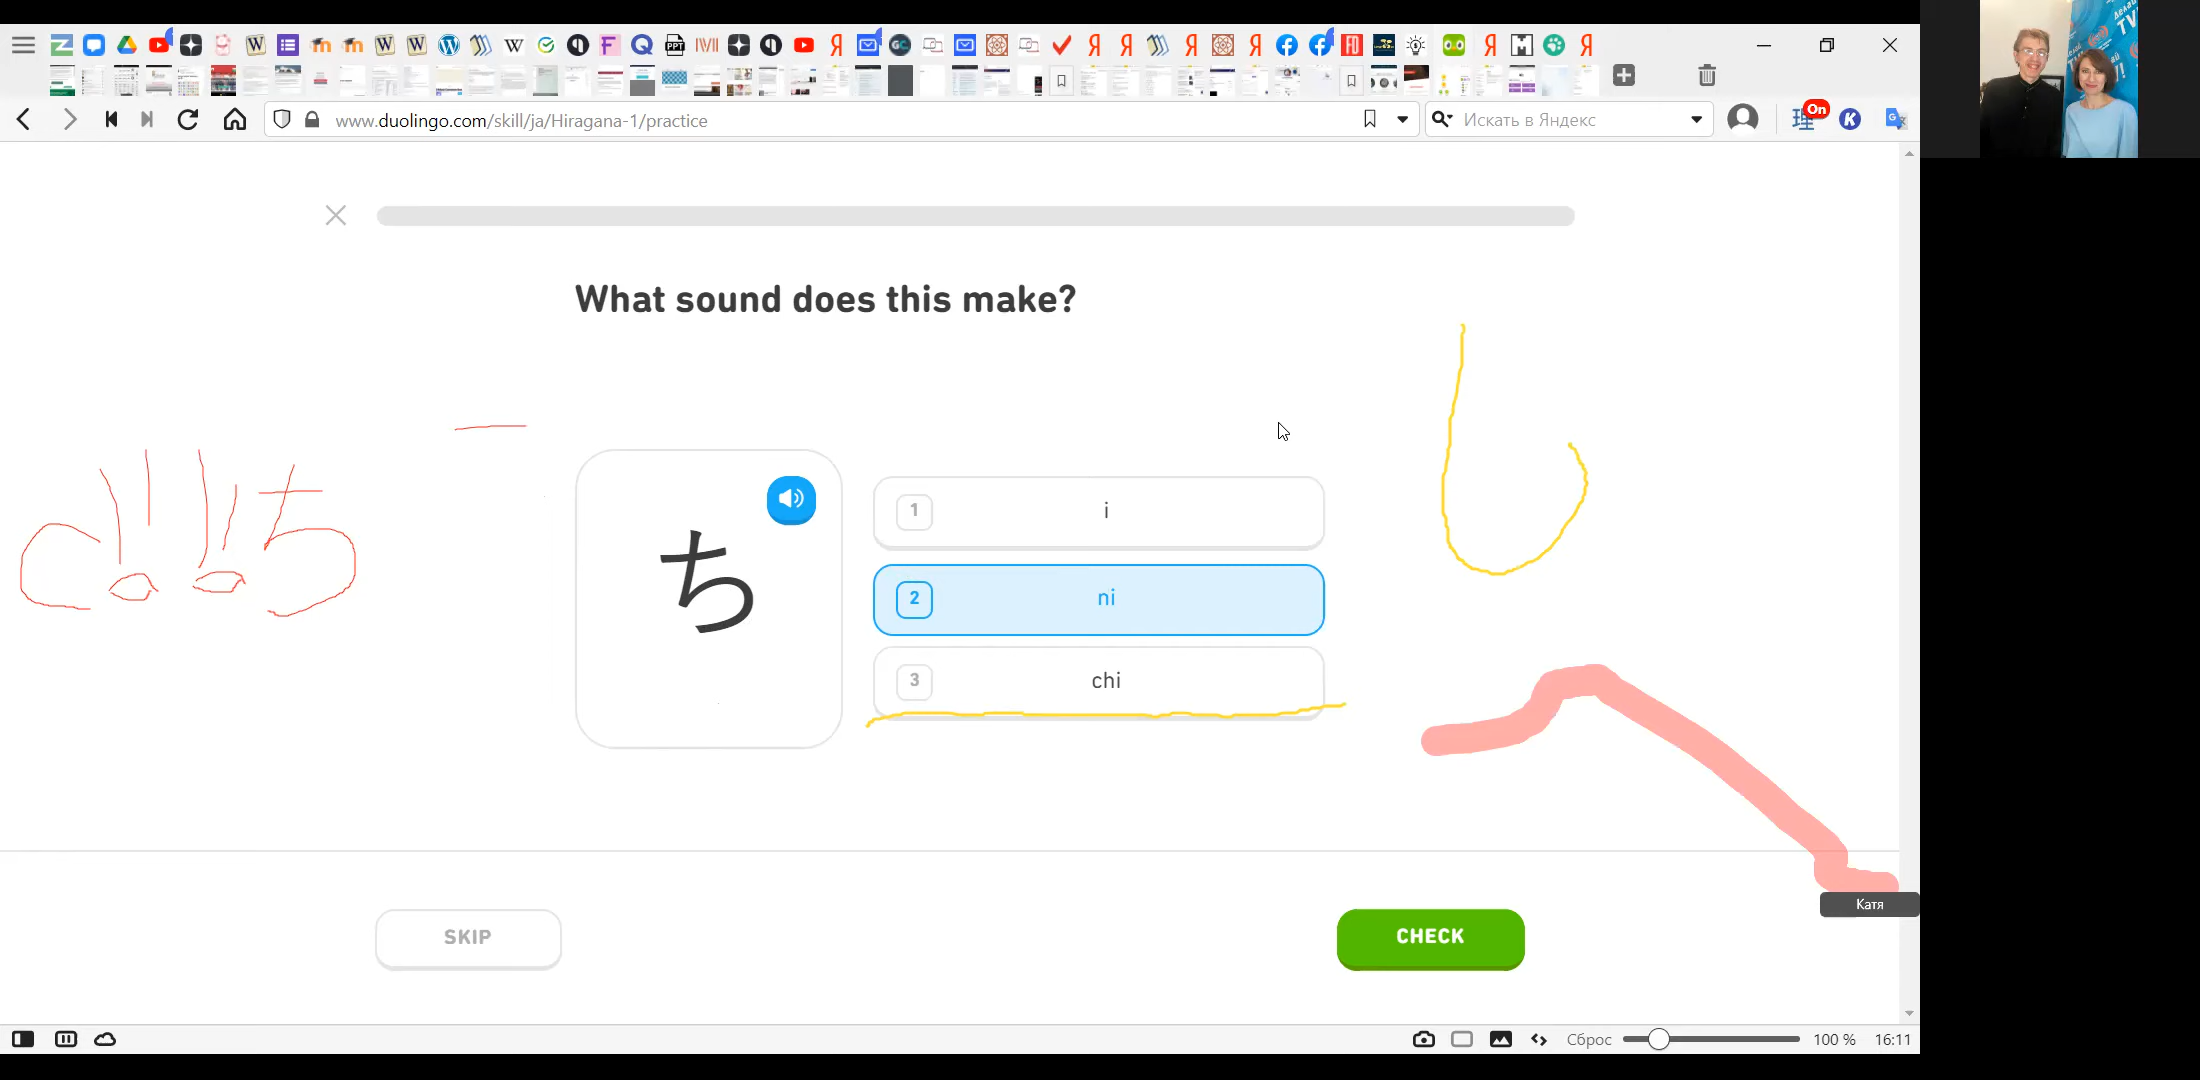 www.duolingo.com/skill/ja/Hiragana-1/practice
Искать в Яндекс
On
What sound does this make?
ち
1 i
2 ni
3 chi
SKIP
CHECK
Катя
Сброс
100 %
16:11